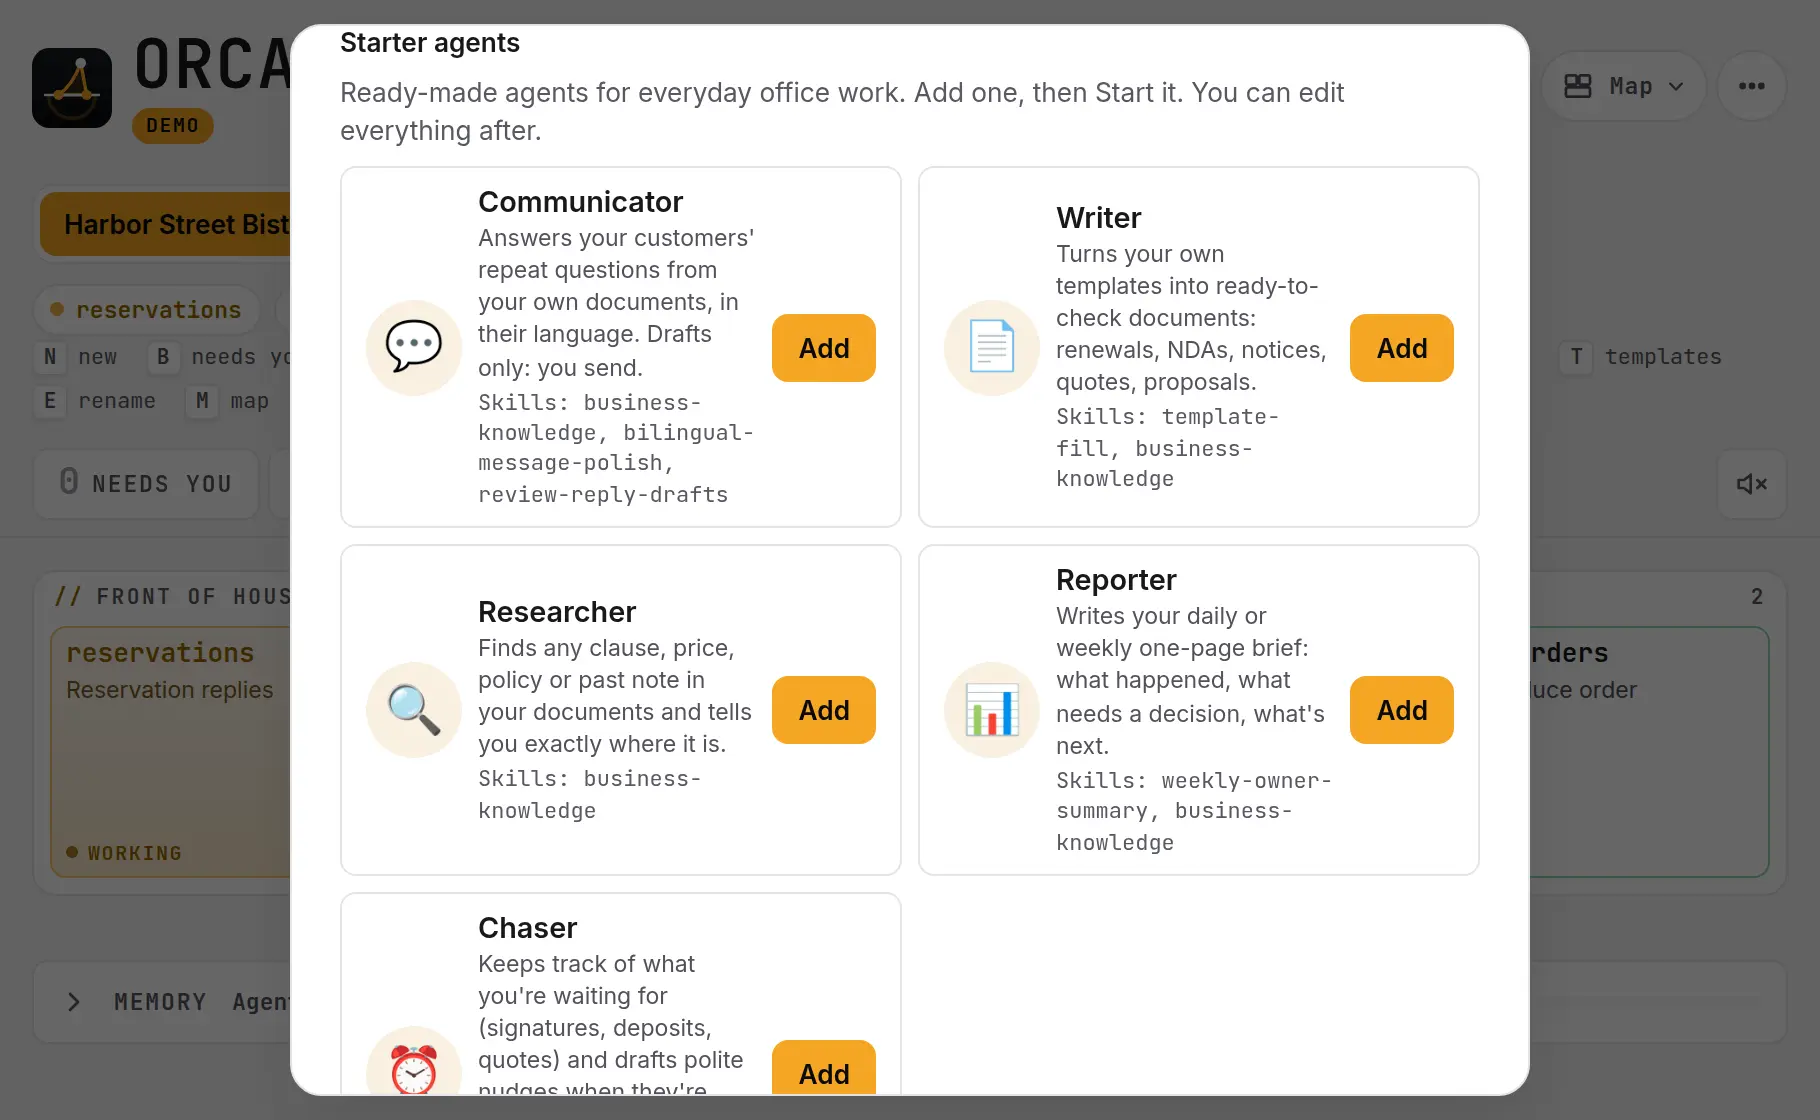 ORCA
DEMO
Map
Harbor Street Bist
reservations
N new B needs yo
T templates
E rename M map
0 NEEDS YOU
// FRONT OF HOUS
2
reservations
Reservation replies
WORKING
rders
uce order
MEMORY Agent
Starter agents
Ready-made agents for everyday office work. Add one, then Start it. You can edit
everything after.
Communicator
Answers your customers'
repeat questions from
your own documents, in
their language. Drafts
only: you send.
Skills: business-
knowledge, bilingual-
message-polish,
review-reply-drafts
Add
Writer
Turns your own
templates into ready-to-
check documents:
renewals, NDAs, notices,
quotes, proposals.
Skills: template-
fill, business-
knowledge
Add
Researcher
Finds any clause, price,
policy or past note in
your documents and tells
you exactly where it is.
Skills: business-
knowledge
Add
Reporter
Writes your daily or
weekly one-page brief:
what happened, what
needs a decision, what's
next.
Skills: weekly-owner-
summary, business-
knowledge
Add
Chaser
Keeps track of what
you're waiting for
(signatures, deposits,
quotes) and drafts polite
nudges when they're
Add